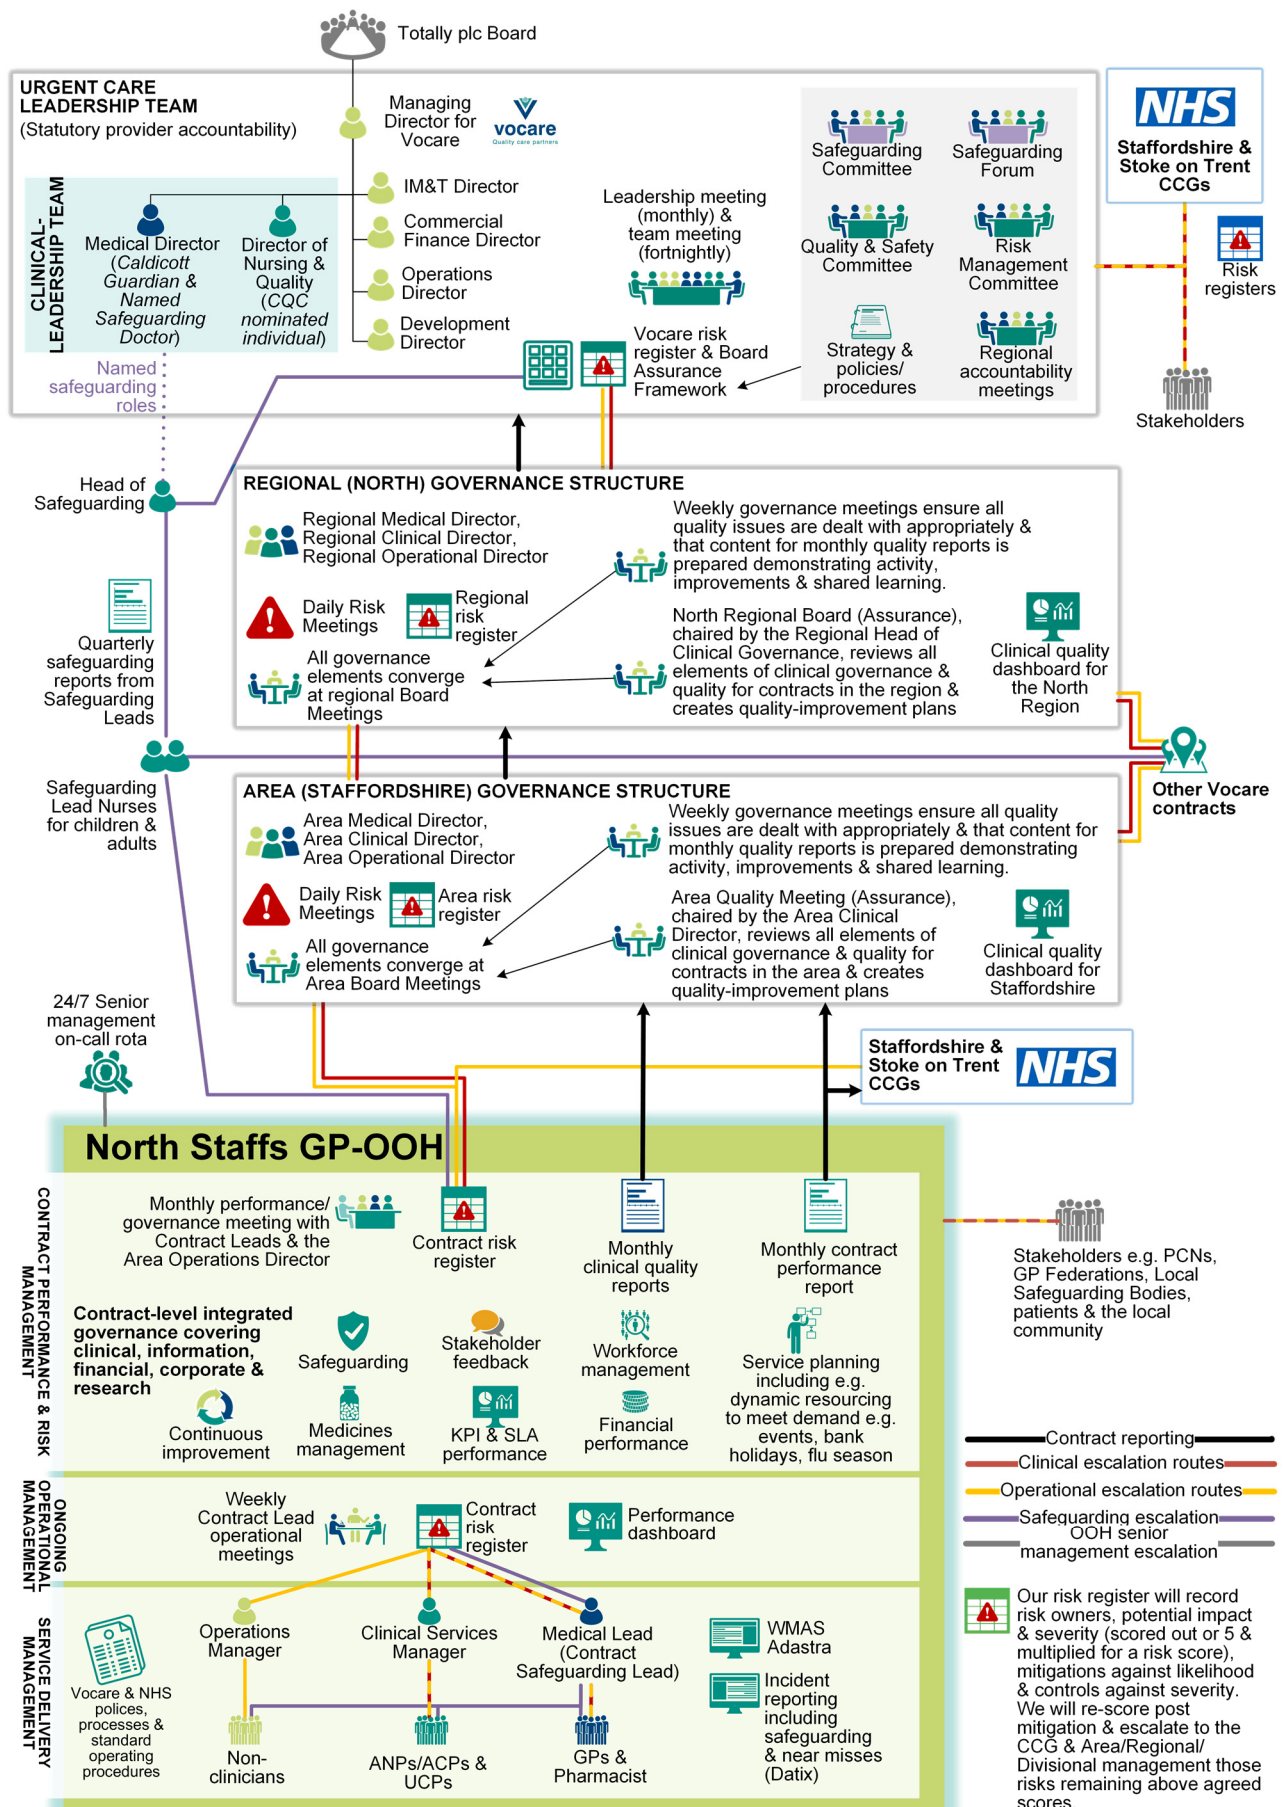 Totally plc Board
URGENT CARE
LEADERSHIP TEAM
(Statutory provider accountability)
Managing
Director for
Vocare
vocare
Quality care partners
IM&T Director
Commercial
Finance Director
Operations
Director
Development
Director
CLINICAL-
LEADERSHIP TEAM
Medical Director
(Caldicott
Guardian &
Named
Safeguarding
Doctor)
Director of
Nursing &
Quality
(CQC
nominated
individual)
Named
safeguarding
roles
Leadership meeting
(monthly) &
team meeting
(fortnightly)
Vocare risk
register & Board
Assurance
Framework
Safeguarding
Committee
Safeguarding
Forum
Quality & Safety
Committee
Risk
Management
Committee
Strategy &
policies/
procedures
Regional
accountability
meetings
NHS
Staffordshire &
Stoke on Trent
CCGs
Risk
registers
Stakeholders
Head of
Safeguarding
Quarterly
safeguarding
reports from
Safeguarding
Leads
Safeguarding
Lead Nurses
for children &
adults
REGIONAL (NORTH) GOVERNANCE STRUCTURE
Regional Medical Director,
Regional Clinical Director,
Regional Operational Director
Daily Risk
Meetings
Regional
risk
register
All governance
elements converge
at regional Board
Meetings
Weekly governance meetings ensure all
quality issues are dealt with appropriately &
that content for monthly quality reports is
prepared demonstrating activity,
improvements & shared learning.
North Regional Board (Assurance),
chaired by the Regional Head of
Clinical Governance, reviews all
elements of clinical governance &
quality for contracts in the region &
creates quality-improvement plans
Clinical quality
dashboard for
the North
Region
Other Vocare
contracts
AREA (STAFFORDSHIRE) GOVERNANCE STRUCTURE
Area Medical Director,
Area Clinical Director,
Area Operational Director
Daily Risk
Meetings
Area risk
register
All governance
elements converge at
Area Board Meetings
Weekly governance meetings ensure all quality
issues are dealt with appropriately & that content for
monthly quality reports is prepared demonstrating
activity, improvements & shared learning.
Area Quality Meeting (Assurance),
chaired by the Area Clinical
Director, reviews all elements of
clinical governance & quality for
contracts in the area & creates
quality-improvement plans
Clinical quality
dashboard for
Staffordshire
24/7 Senior
management
on-call rota
Staffordshire &
Stoke on Trent
CCGs
NHS
North Staffs GP-OOH
CONTRACT PERFORMANCE & RISK
MANAGEMENT
Monthly performance/
governance meeting with
Contract Leads & the
Area Operations Director
Contract risk
register
Monthly
clinical quality
reports
Monthly contract
performance
report
Stakeholders e.g. PCNs,
GP Federations, Local
Safeguarding Bodies,
patients & the local
community
Contract-level integrated
governance covering
clinical, information,
financial, corporate &
research
Safeguarding
Stakeholder
feedback
Workforce
management
Service planning
including e.g.
dynamic resourcing
to meet demand e.g.
events, bank
holidays, flu season
Continuous
improvement
Medicines
management
KPI & SLA
performance
Financial
performance
Contract reporting
Clinical escalation routes
Operational escalation routes
Safeguarding escalation
OOH senior
management escalation
ONGOING
OPERATIONAL
MANAGEMENT
Weekly
Contract Lead
operational
meetings
Contract
risk
register
Performance
dashboard
SERVICE DELIVERY
MANAGEMENT
Vocare & NHS
polices,
processes &
standard
operating
procedures
Operations
Manager
Clinical Services
Manager
Medical Lead
(Contract
Safeguarding Lead)
WMAS
Adastra
Incident
reporting
including
safeguarding
& near misses
(Datix)
Non-
clinicians
ANPs/ACPs &
UCPs
GPs &
Pharmacist
Our risk register will record
risk owners, potential impact
& severity (scored out or 5 &
multiplied for a risk score),
mitigations against likelihood
& controls against severity.
We will re-score post
mitigation & escalate to the
CCG & Area/Regional/
Divisional management those
risks remaining above agreed
scores